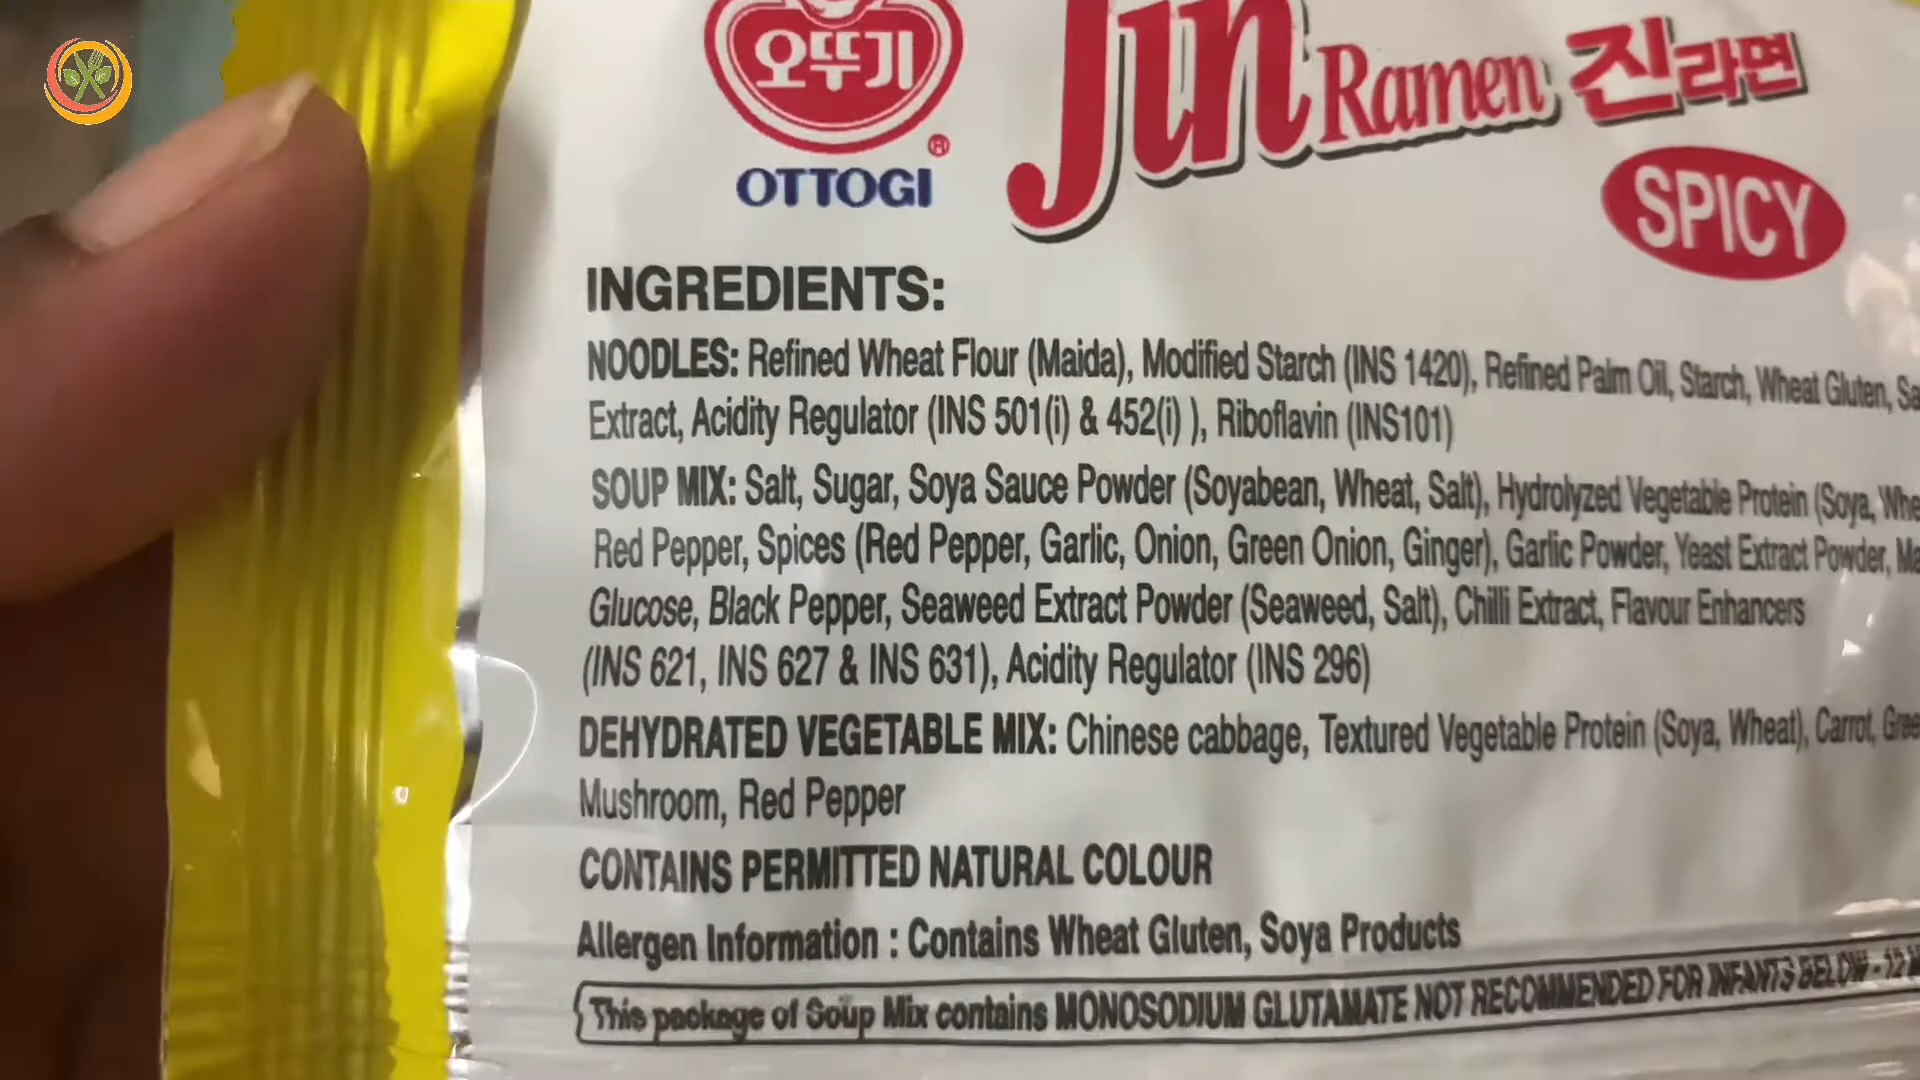 오뚜기
OTTOGI
Jin Ramen 진라면
SPICY
INGREDIENTS:
NOODLES: Refined Wheat Flour (Maida), Modified Starch (INS 1420), Refined Palm Oil, Starch, Wheat Gluten,
Extract, Acidity Regulator (INS 501(i) & 452(i) ), Riboflavin (INS101)
SOUP MIX: Salt, Sugar, Soya Sauce Powder (Soyabean, Wheat, Salt), Hydrolyzed Vegetable Protein (Soya,
Red Pepper, Spices (Red Pepper, Garlic, Onion, Green Onion, Ginger), Garlic Powder, Yeast Extract Powder,
Glucose, Black Pepper, Seaweed Extract Powder (Seaweed, Salt), Chilli Extract, Flavour Enhancers
(INS 621, INS 627 & INS 631), Acidity Regulator (INS 296)
DEHYDRATED VEGETABLE MIX: Chinese cabbage, Textured Vegetable Protein (Soya, Wheat), Carrot,
Mushroom, Red Pepper
CONTAINS PERMITTED NATURAL COLOUR
Allergen Information : Contains Wheat Gluten, Soya Products
This package of Soup Mix contains MONOSODIUM GLUTAMATE NOT RECOMMENDED FOR INFANTS BELOW - 12